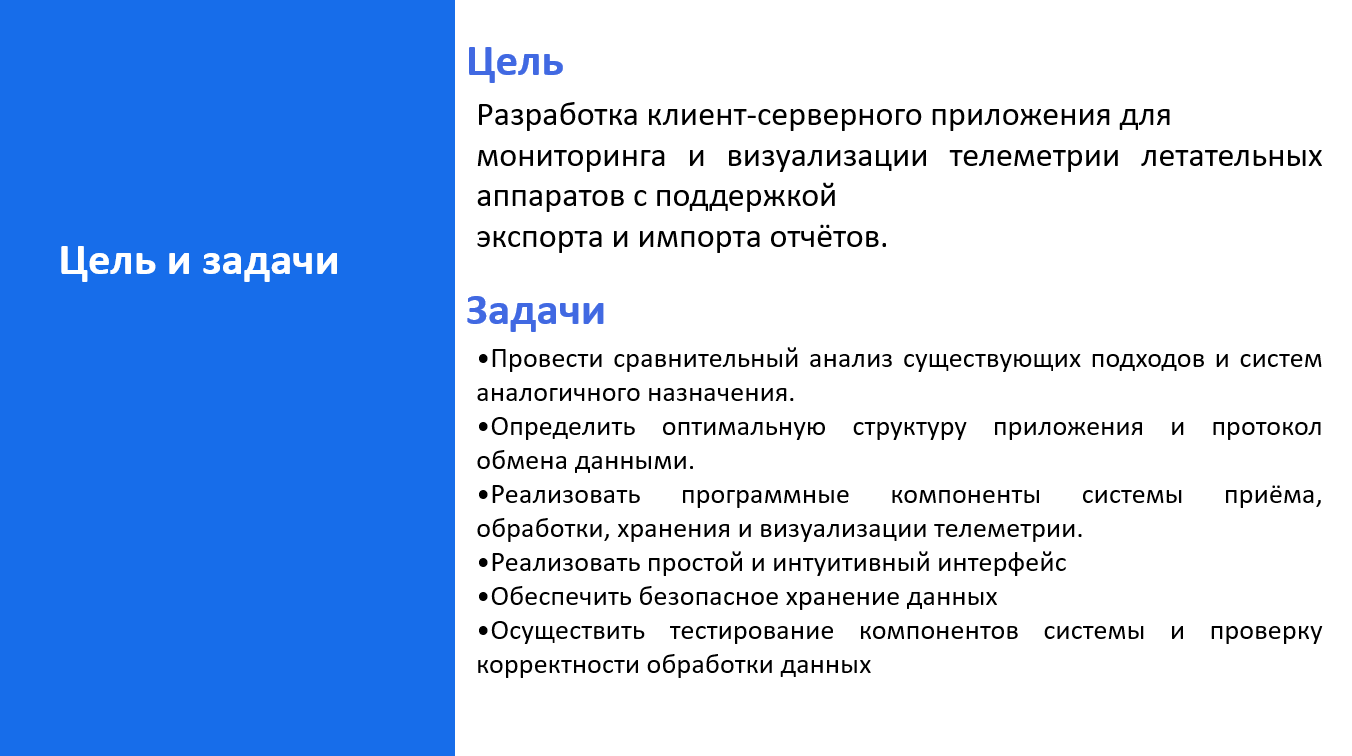 Цель и задачи
Цель
Разработка клиент-серверного приложения для
мониторинга и визуализации телеметрии летательных
аппаратов с поддержкой
экспорта и импорта отчётов.
Задачи
•Провести сравнительный анализ существующих подходов и систем
аналогичного назначения.
•Определить оптимальную структуру приложения и протокол
обмена данными.
•Реализовать программные компоненты системы приёма,
обработки, хранения и визуализации телеметрии.
•Реализовать простой и интуитивный интерфейс
•Обеспечить безопасное хранение данных
•Осуществить тестирование компонентов системы и проверку
корректности обработки данных